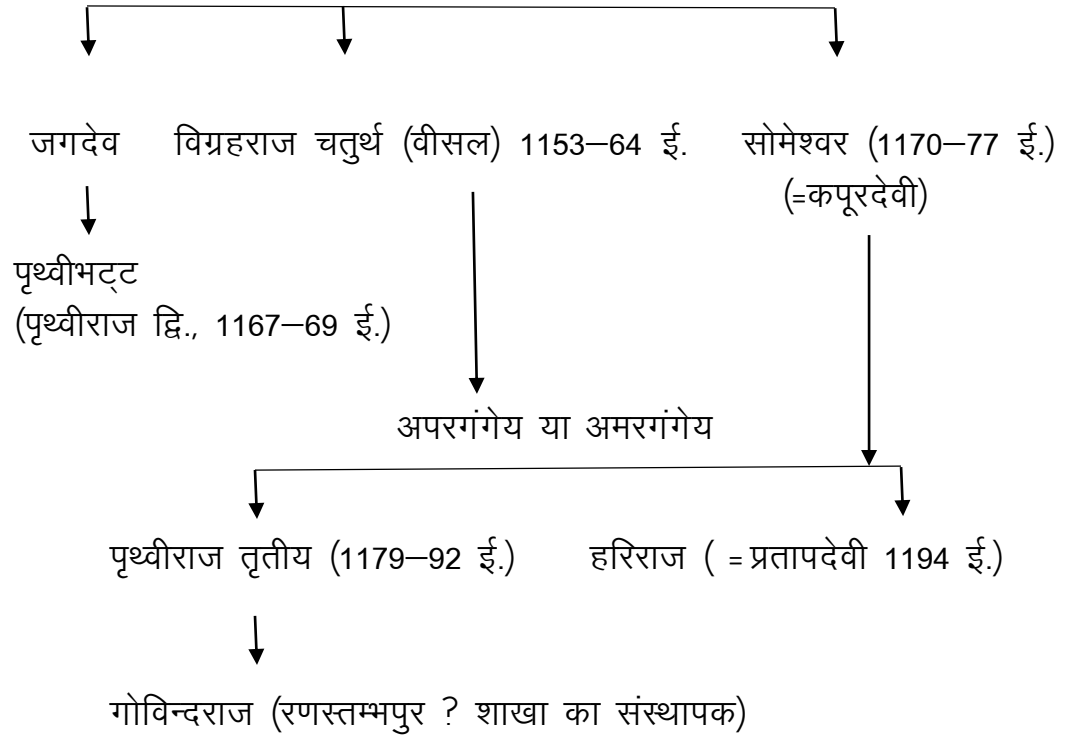 जगदेव विग्रहराज चतुर्थ (वीसल) 1153–64 ई. सोमेश्वर (1170–77 ई.)
(=कपूरदेवी)
पृथ्वीभट्ट
(पृथ्वीराज द्वि., 1167–69 ई.)
अपरगंगेय या अमरगंगेय
पृथ्वीराज तृतीय (1179–92 ई.) हरिराज ( = प्रतापदेवी 1194 ई.)
गोविन्दराज (रणस्तम्भपुर ? शाखा का संस्थापक)